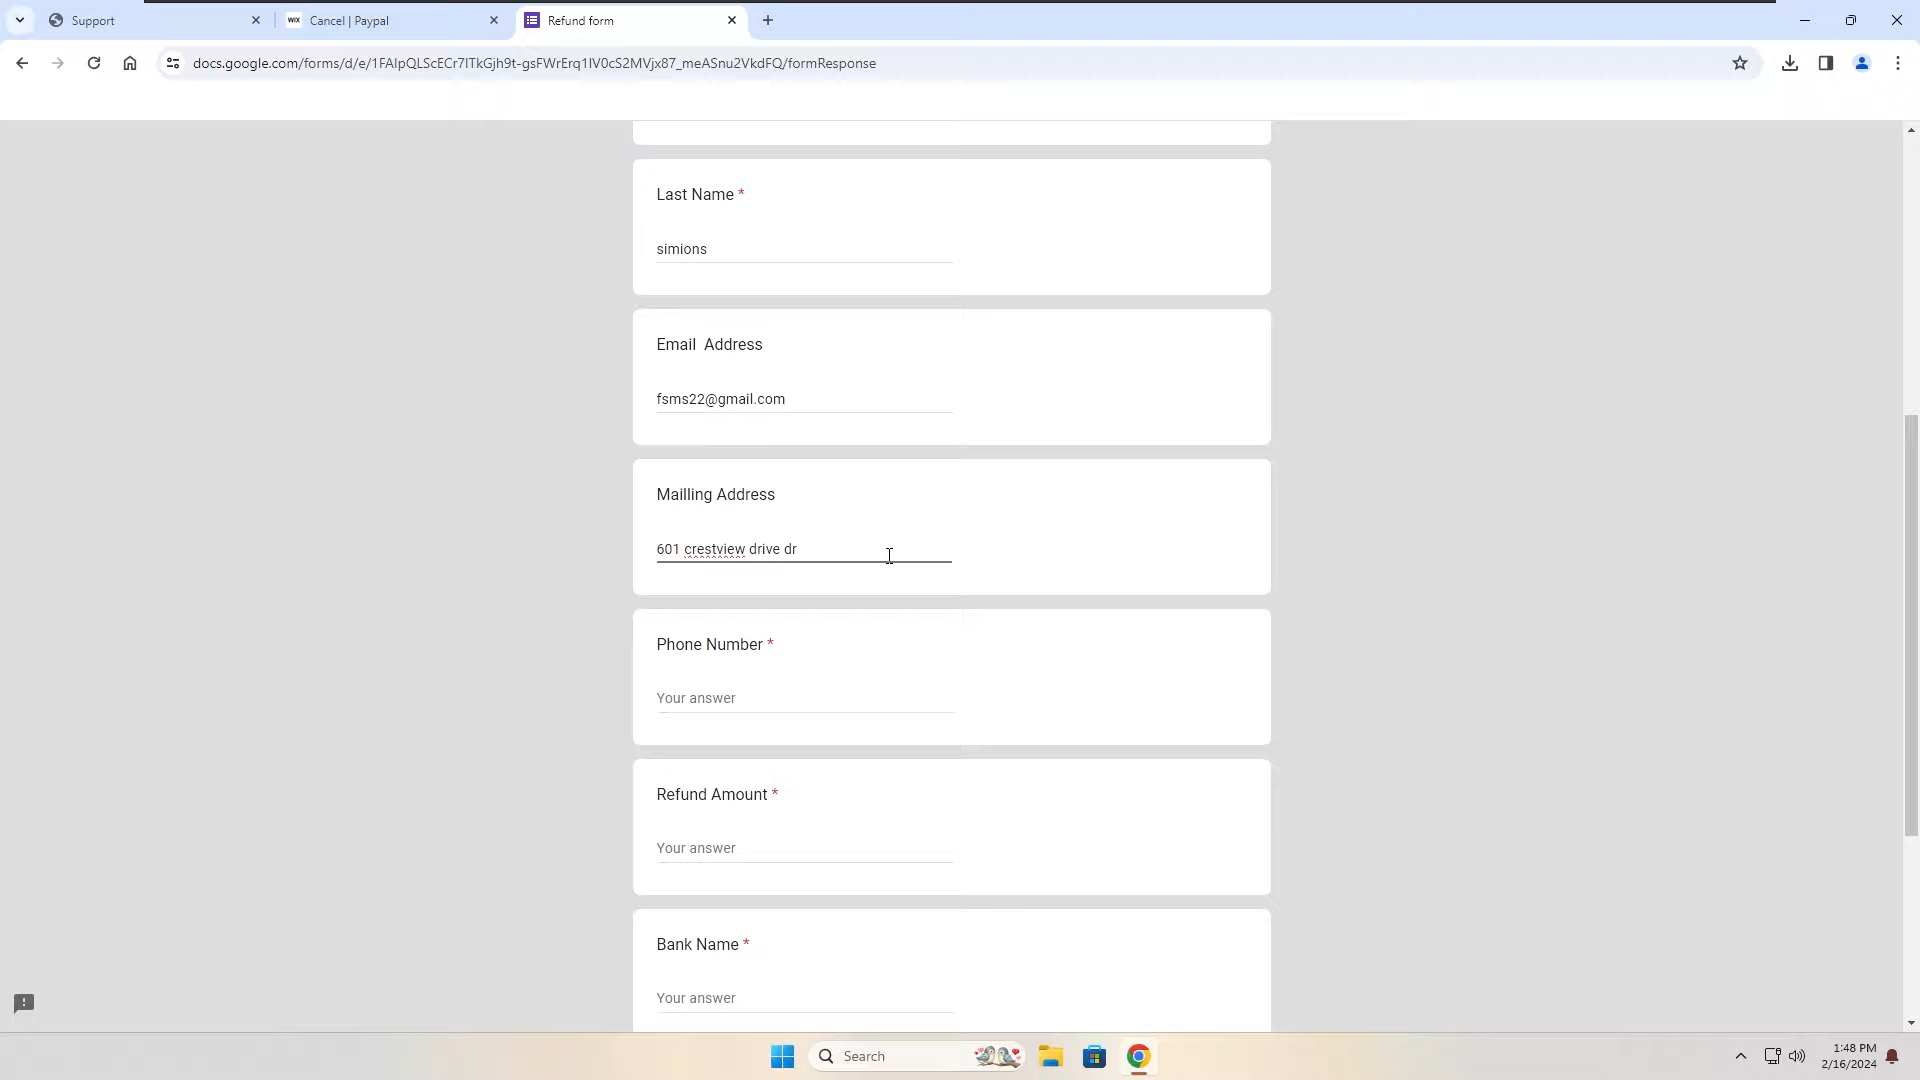 Support
WIX Cancel | Paypal
Refund form
docs.google.com/forms/d/e/1FAIpQLScECr7ITkGjh9t-gsFWrErq1IV0cS2MVjx87_meASnu2VkdFQ/formResponse
Last Name *
simions
Email  Address
fsms22@gmail.com
Mailling Address
601 crestview drive dr
Phone Number *
Your answer
Refund Amount *
Your answer
Bank Name *
Your answer
Search
1:48 PM
2/16/2024